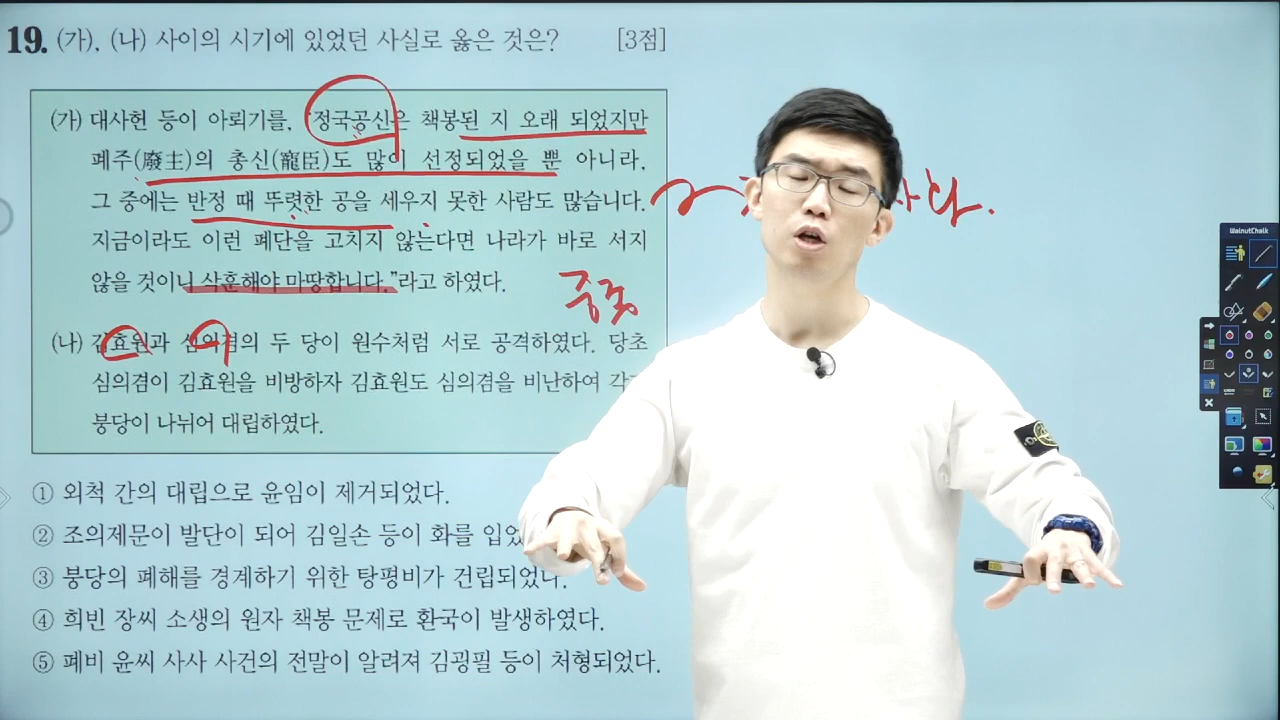 19. (가), (나) 사이의 시기에 있었던 사실로 옳은 것은? [3점]
(가) 대사헌 등이 아뢰기를, "정국공신은 책봉된 지 오래 되었지만
폐주(廢主)의 총신(寵臣)도 많이 선정되었을 뿐 아니라,
그 중에는 반정 때 뚜렷한 공을 세우지 못한 사람도 많습니다.
지금이라도 이런 폐단을 고치지 않는다면 나라가 바로 서지
않을 것이니 삭훈해야 마땅합니다."라고 하였다.
중종
(나) 김효원과 심의겸의 두 당이 원수처럼 서로 공격하였다. 당초
심의겸이 김효원을 비방하자 김효원도 심의겸을 비난하여
붕당이 나뉘어 대립하였다.
① 외척 간의 대립으로 윤임이 제거되었다.
② 조의제문이 발단이 되어 김일손 등이 화를
③ 붕당의 폐해를 경계하기 위한 탕평비가 건립되었다.
④ 희빈 장씨 소생의 원자 책봉 문제로 환국이 발생하였다.
⑤ 폐비 윤씨 사사 사건의 전말이 알려져 김굉필 등이 처형되었다.
WalnutChalk